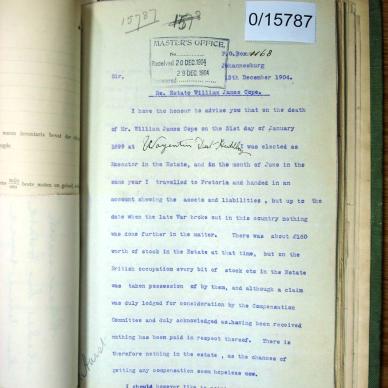 15787
158
0/15787
MASTER'S OFFICE.
No.
Received 20 DEC.1904
29 DEC. 1904
Answered
P.O.Box 4468
Johannesburg
Sir,
13th December 1904.
Re. Estate William James Cope.
I have the honour to advise you that on the death
of Mr. William James Cope on the 31st day of January
1899 at was elected as
Executor in the Estate, and in the month of June in the
same year I travelled to Pretoria and handed in an
account showing the assets and liabilities , but up to the
date when the late War broke out in this country nothing
was done further in the matter. There was about £160
worth of stock in the Estate at that time, but on the
British occupation every bit of stock etc in the Estate
was taken possession of by them, and although a claim
was duly lodged for consideration by the Compensation
Committee and duly acknowledged as.having been received
nothing has been paid in respect thereof. There is
therefore nothing in the estate , as the chances of
getting any compensation seem hopeless now.
I should however like to